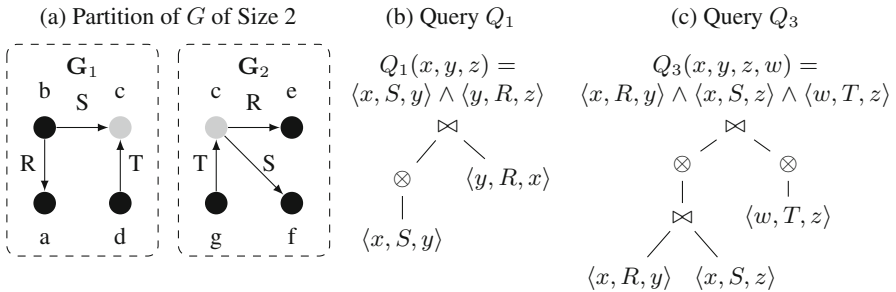 (a) Partition of G of Size 2
G₁
G₂
b
c
c
e
S
R
R
T
T
S
a
d
g
f
(b) Query Q₁
Q₁(x, y, z) =
⟨x, S, y⟩ ∧ ⟨y, R, z⟩
⋈
⊗
⟨y, R, x⟩
⟨x, S, y⟩
(c) Query Q₃
Q₃(x, y, z, w) =
⟨x, R, y⟩ ∧ ⟨x, S, z⟩ ∧ ⟨w, T, z⟩
⋈
⊗
⊗
⋈
⟨w, T, z⟩
⟨x, R, y⟩
⟨x, S, z⟩